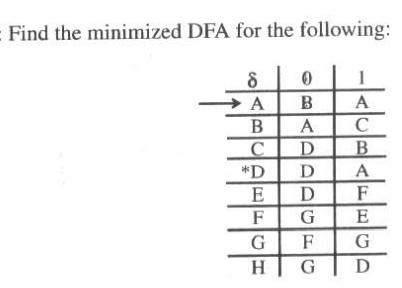 : Find the minimized DFA for the following:
δ 0 1
→ A B A
B A C
C D B
*D D A
E D F
F G E
G F G
H G D